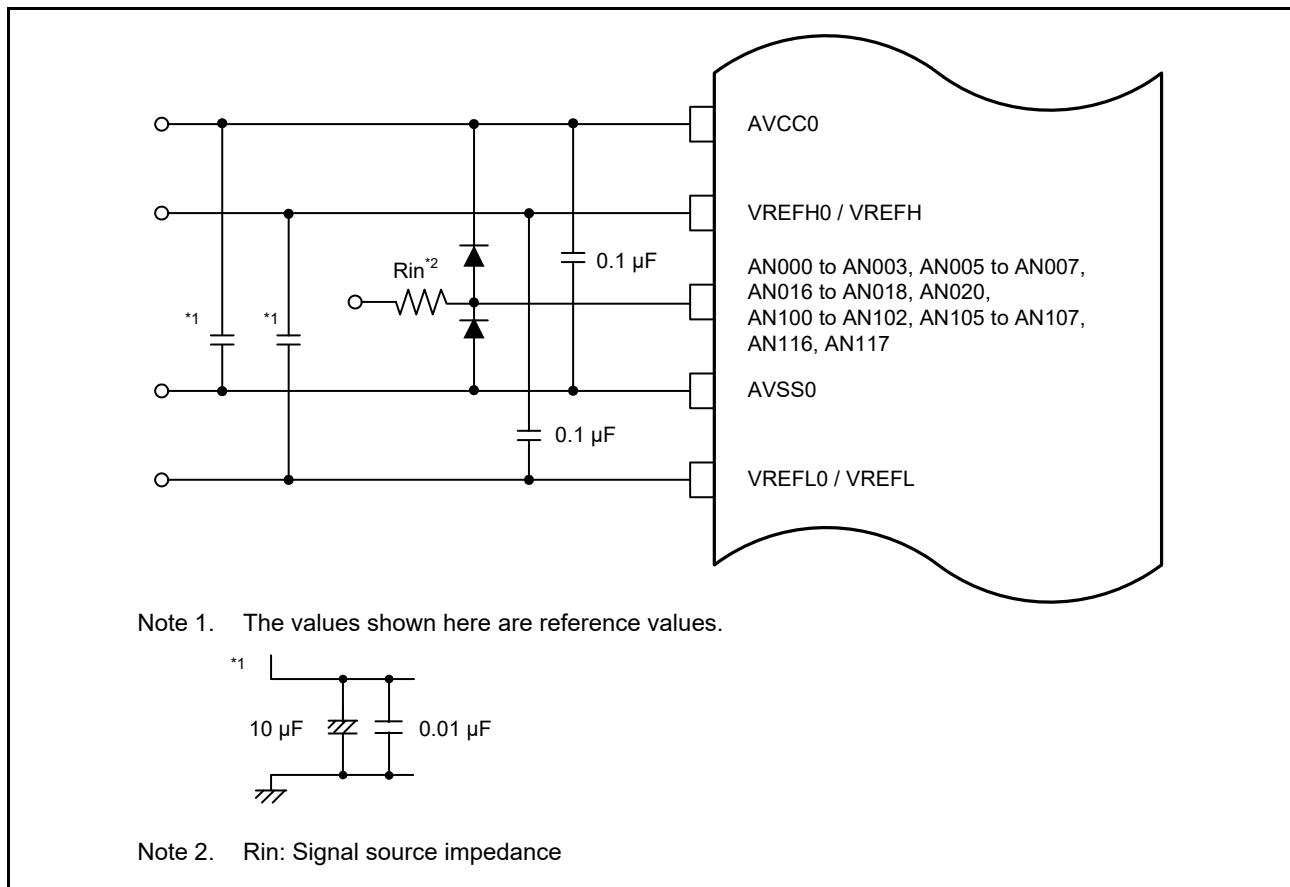 AVCC0
VREFH0 / VREFH
Rin*2
0.1 µF
AN000 to AN003, AN005 to AN007,
AN016 to AN018, AN020,
AN100 to AN102, AN105 to AN107,
AN116, AN117
*1
*1
AVSS0
0.1 µF
VREFL0 / VREFL
Note 1. The values shown here are reference values.
*1
10 µF
0.01 µF
Note 2. Rin: Signal source impedance